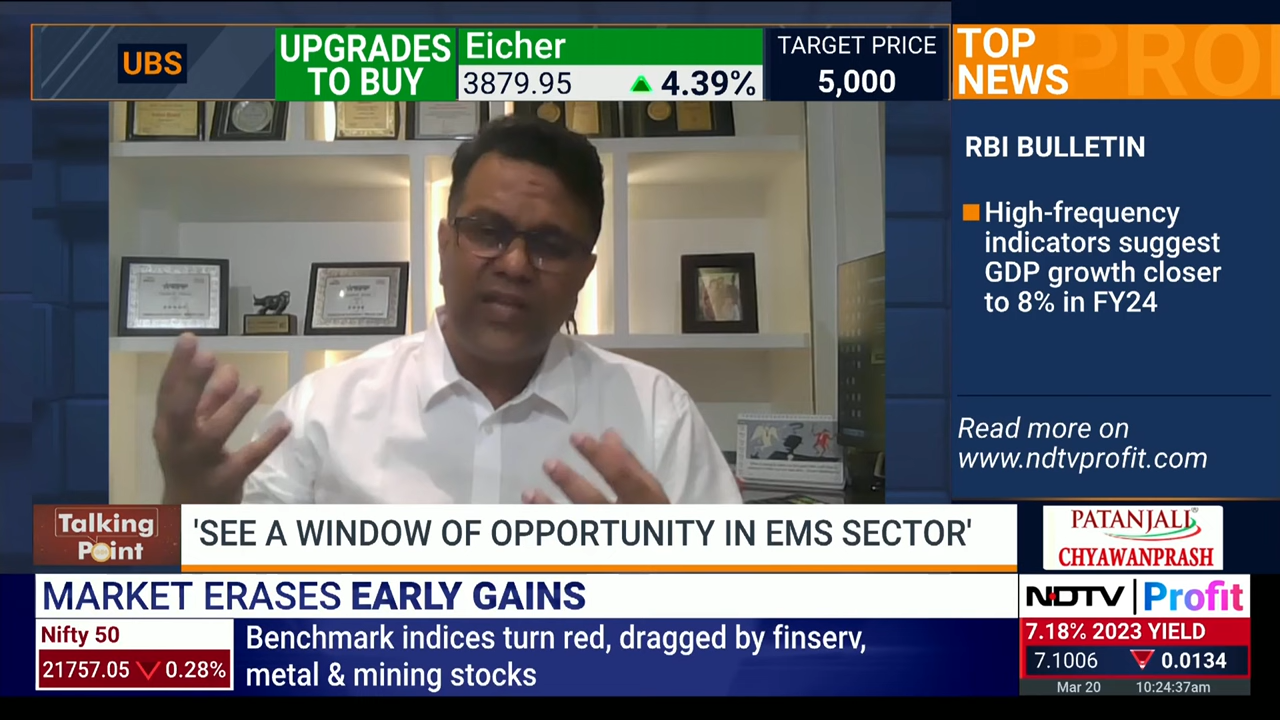 UBS
UPGRADES
TO BUY
Eicher
3879.95 4.39%
TARGET PRICE
5,000
TOP
NEWS
PRO
RBI BULLETIN
High-frequency
indicators suggest
GDP growth closer
to 8% in FY24
Read more on
www.ndtvprofit.com
Talking
Point
'SEE A WINDOW OF OPPORTUNITY IN EMS SECTOR'
PATANJALI
CHYAWANPRASH
MARKET ERASES EARLY GAINS
NDTV Profit
Nifty 50
21757.05 0.28%
Benchmark indices turn red, dragged by finserv,
metal & mining stocks
7.18% 2023 YIELD
7.1006 0.0134
Mar 20 10:24:37am